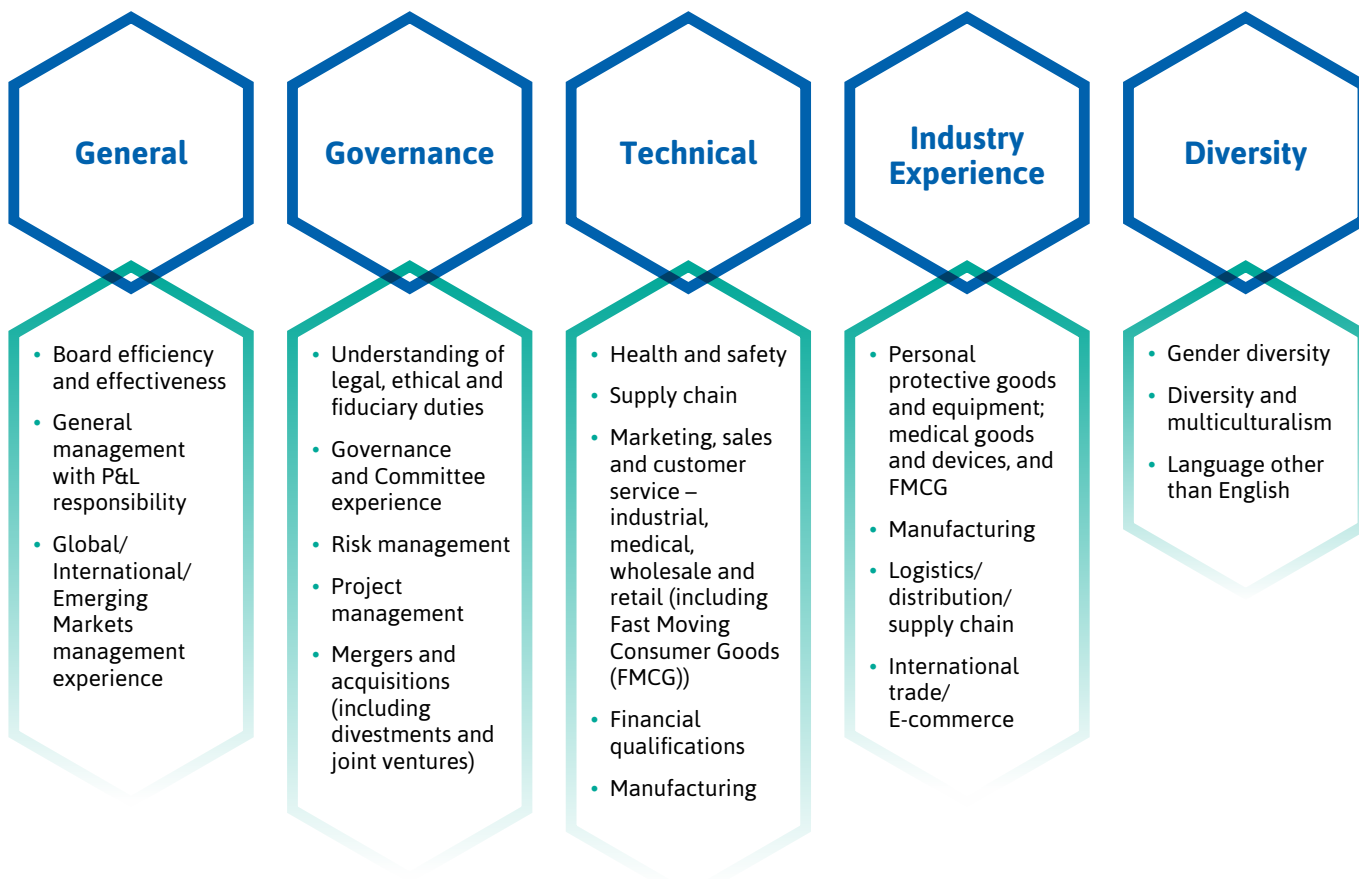 General
• Board efficiency
and effectiveness
• General
management
with P&L
responsibility
• Global/
International/
Emerging
Markets
management
experience
Governance
• Understanding of
legal, ethical and
fiduciary duties
• Governance
and Committee
experience
• Risk management
• Project
management
• Mergers and
acquisitions
(including
divestments and
joint ventures)
Technical
• Health and safety
• Supply chain
• Marketing, sales
and customer
service –
industrial,
medical,
wholesale and
retail (including
Fast Moving
Consumer Goods
(FMCG))
• Financial
qualifications
• Manufacturing
Industry
Experience
• Personal
protective goods
and equipment;
medical goods
and devices, and
FMCG
• Manufacturing
• Logistics/
distribution/
supply chain
• International
trade/
E-commerce
Diversity
• Gender diversity
• Diversity and
multiculturalism
• Language other
than English